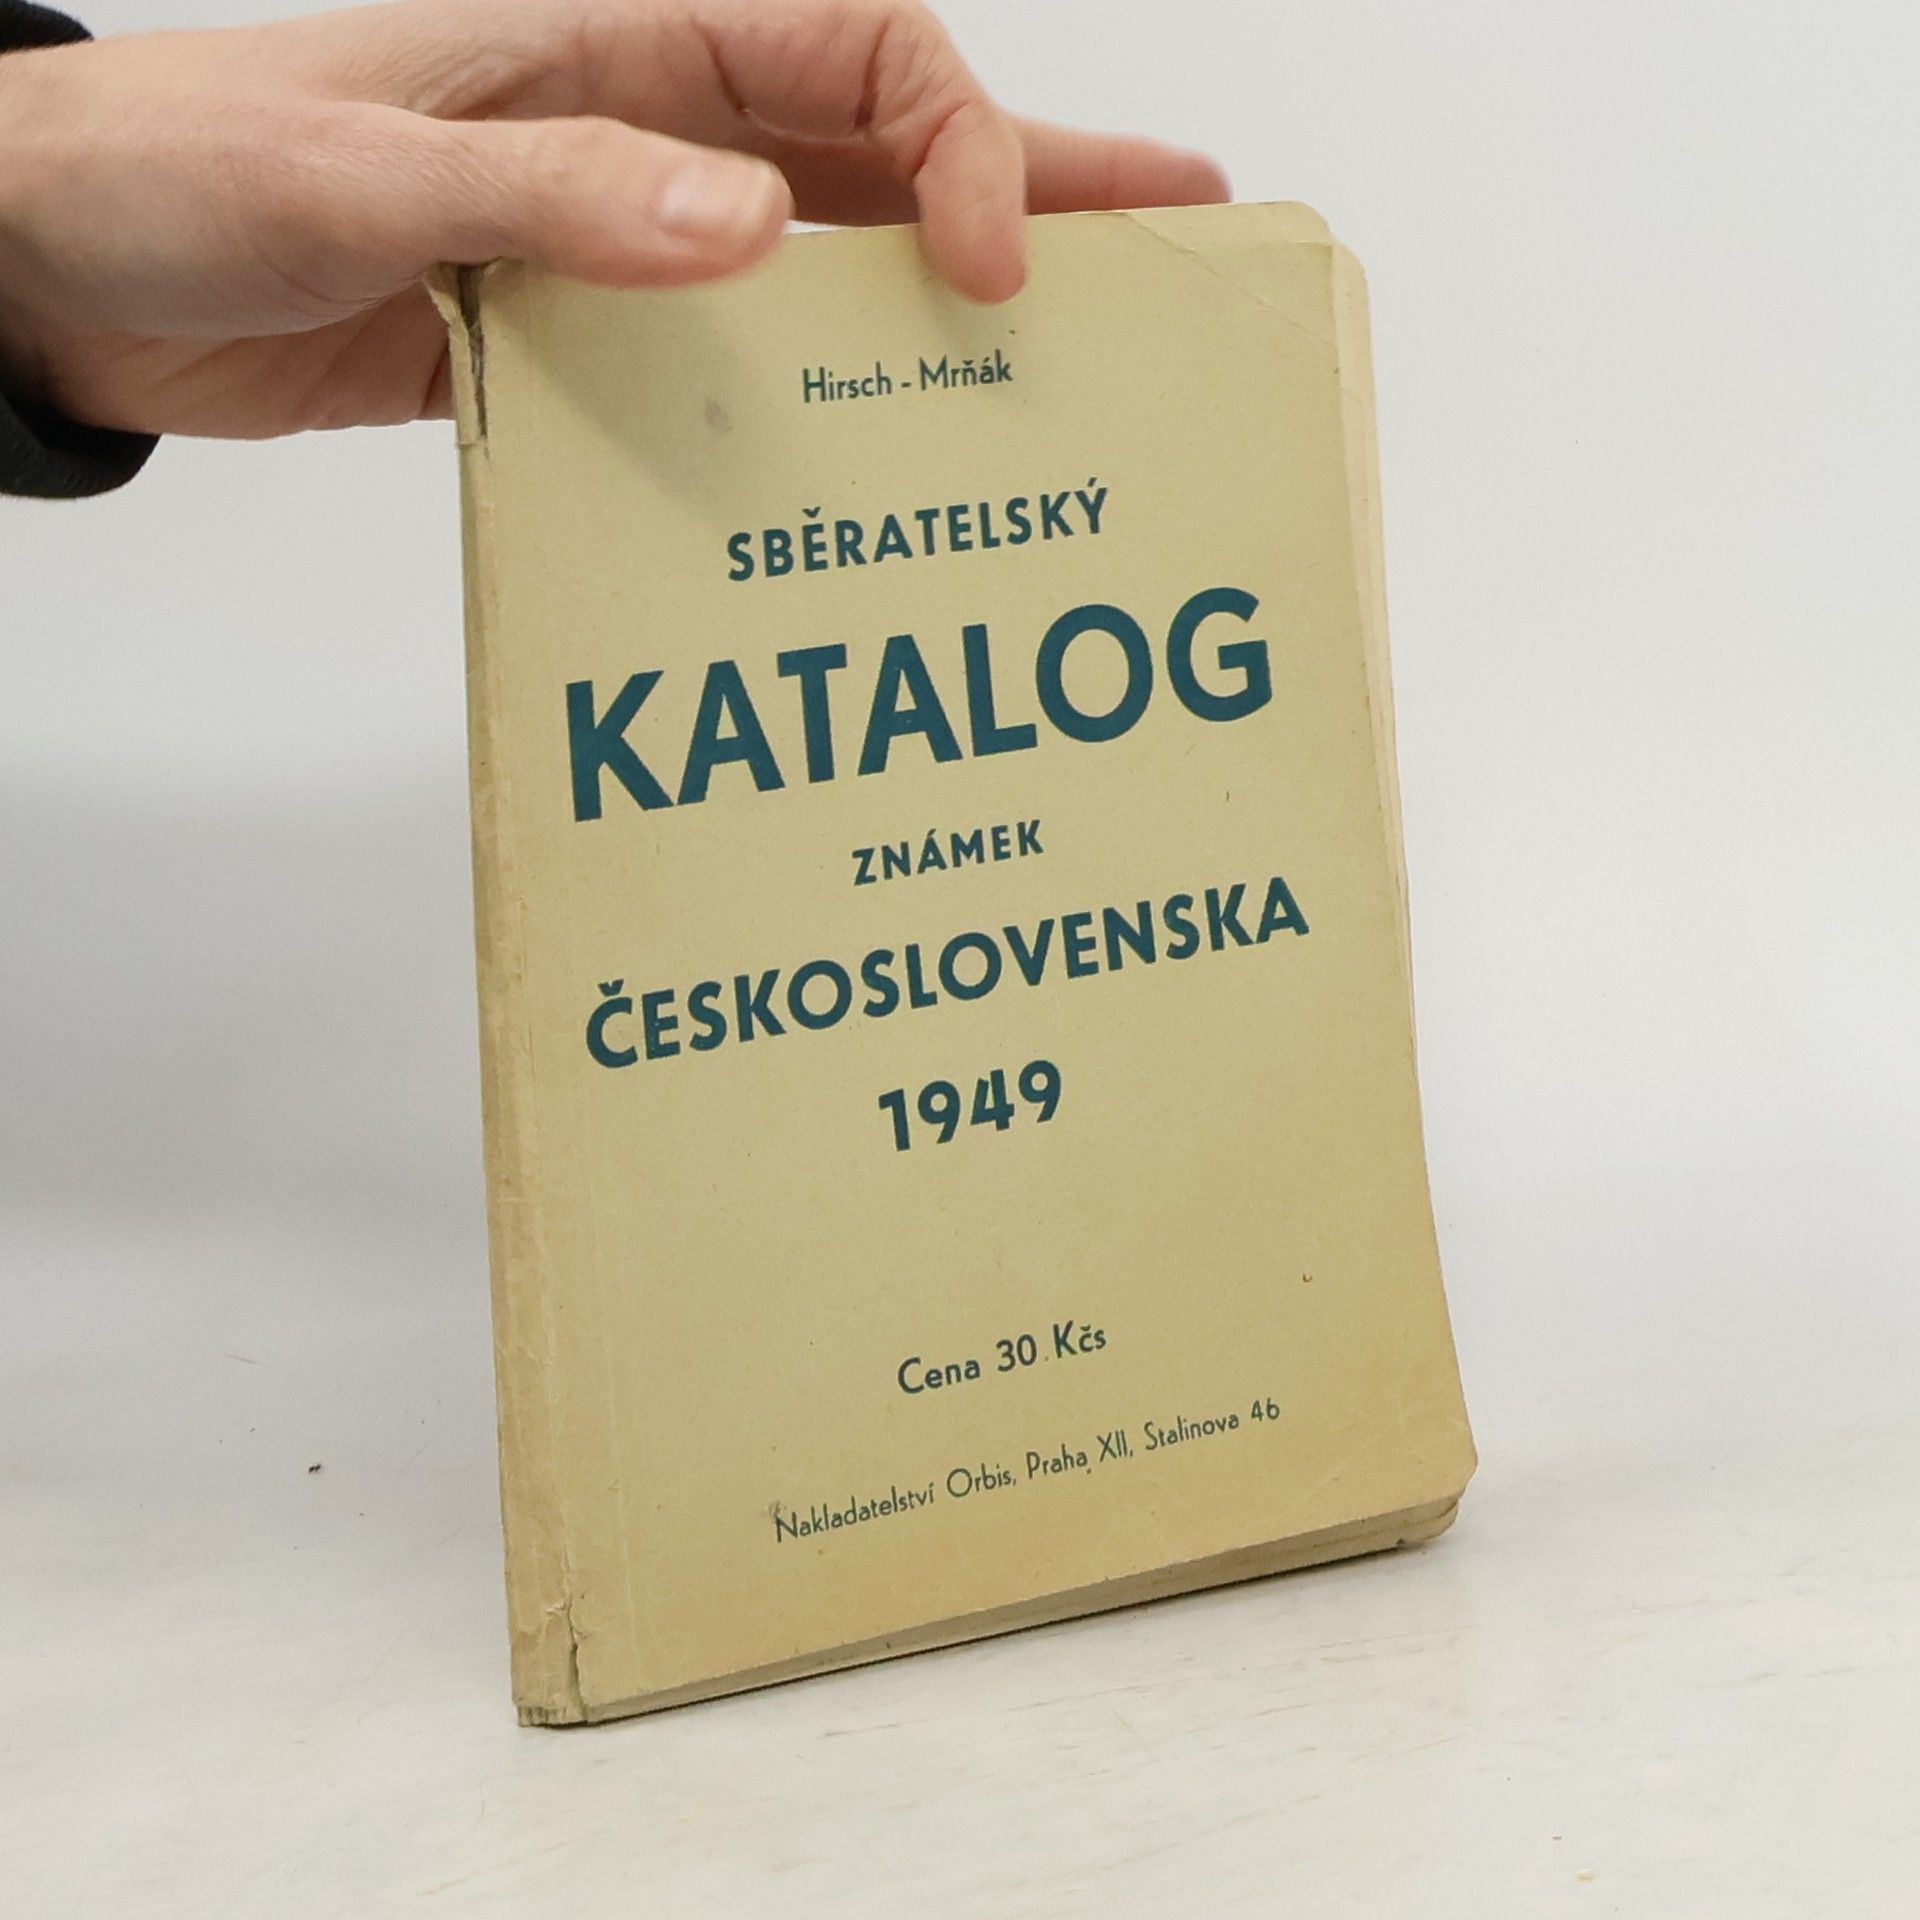 Hirsch - Mrňák
SBĚRATELSKÝ
KATALOG
ZNÁMEK
ČESKOSLOVENSKA
1949
Cena 30 Kčs
Nakladatelství Orbis, Praha XII, Stalinova 46